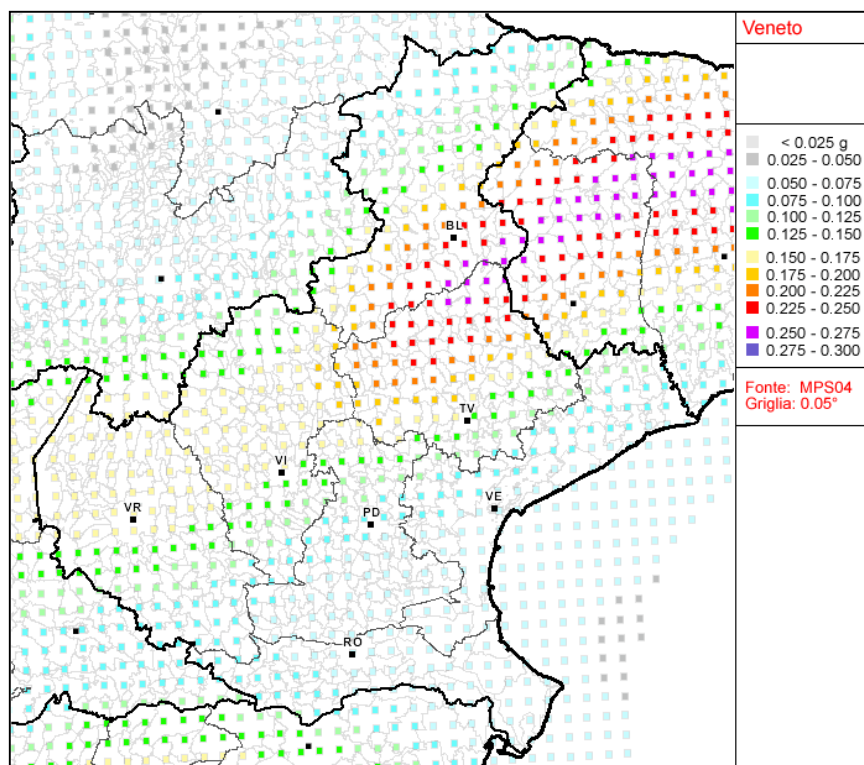 Veneto
< 0.025 g
0.025 - 0.050
0.050 - 0.075
0.075 - 0.100
0.100 - 0.125
0.125 - 0.150
0.150 - 0.175
0.175 - 0.200
0.200 - 0.225
0.225 - 0.250
0.250 - 0.275
0.275 - 0.300
Fonte: MPS04
Griglia: 0.05°
BL
TV
VI
VE
VR
PD
RO